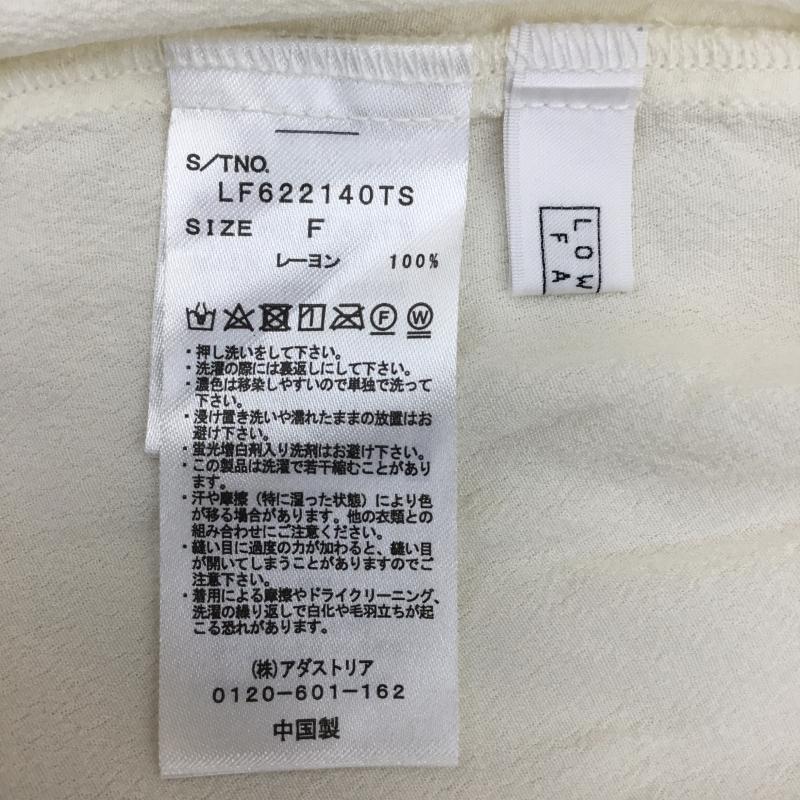 S/TNO.
LF622140TS
SIZE F
レーヨン 100%
F W
・押し洗いをして下さい。
・洗濯の際には裏返しにして下さい。
・濃色は移染しやすいので単独で洗って
下さい。
・浸け置き洗いや濡れたままの放置はお
避け下さい。
・蛍光増白剤入り洗剤はお避け下さい。
・この製品は洗濯で若干縮むことがあり
ます。
・汗や摩擦（特に湿った状態）により色
が移る場合があります。他の衣類との
組み合わせにご注意ください。
・縫い目に過度の力が加わると、縫い目
が開いてしまうことがありますのでご
注意下さい。
・着用による摩擦やドライクリーニング、
洗濯の繰り返しで白化や毛羽立ちが起
こる恐れがあります。
(株)アダストリア
0120-601-162
中国製
LOW
FA